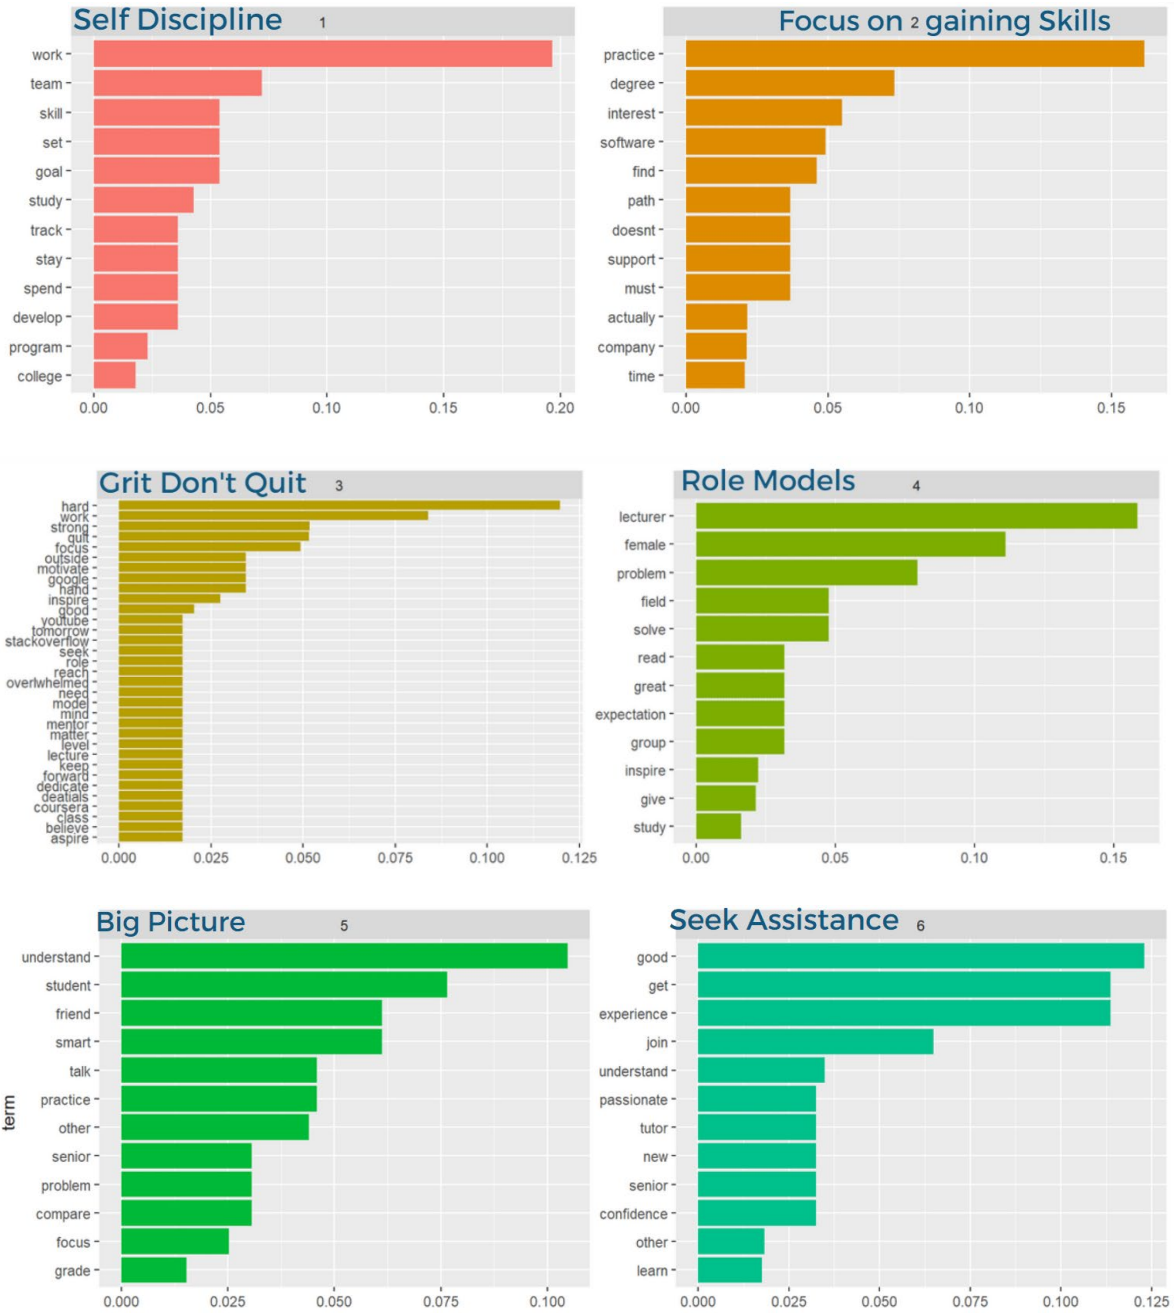 Self Discipline 1
work
team
skill
set
goal
study
track
stay
spend
develop
program
college
0.00 0.05 0.10 0.15 0.20
Focus on 2 gaining Skills
practice
degree
interest
software
find
path
doesnt
support
must
actually
company
time
0.00 0.05 0.10 0.15
Grit Don't Quit 3
hard
work
strong
quit
focus
outside
motivate
google
hand
inspire
good
youtube
tomorrow
stackoverflow
seek
role
reach
overlwhelmed
need
model
mind
mentor
matter
level
lecture
keep
forward
dedicate
deatials
coursera
class
believe
aspire
0.000 0.025 0.050 0.075 0.100 0.125
Role Models 4
lecturer
female
problem
field
solve
read
great
expectation
group
inspire
give
study
0.00 0.05 0.10 0.15
term
Big Picture 5
understand
student
friend
smart
talk
practice
other
senior
problem
compare
focus
grade
0.000 0.025 0.050 0.075 0.100
Seek Assistance 6
good
get
experience
join
understand
passionate
tutor
new
senior
confidence
other
learn
0.000 0.025 0.050 0.075 0.100 0.125